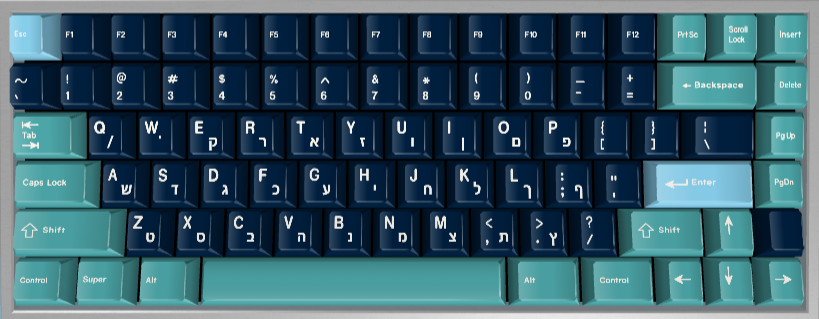 Esc F1 F2 F3 F4 F5 F6 F7 F8 F9 F10 F11 F12 Prt Sc Scroll Lock Insert
~ ! @ # $ % ^ & * ( ) _ +
` 1 2 3 4 5 6 7 8 9 0 - = ← Backspace Delete
Tab Q W E R T Y U I O P { } ¦ Pg Up
/ ' ק ר א ו ט ן ם פ [ ] \
Caps Lock A S D F G H J K L : " Enter PgDn
ש ד ג כ ע י ח ל ך ; ף ' ,
Shift Z X C V B N M < > ? Shift ↑
ז ס ב ה נ מ צ , ת . ץ /
Control Super Alt Alt Control ← ↓ →